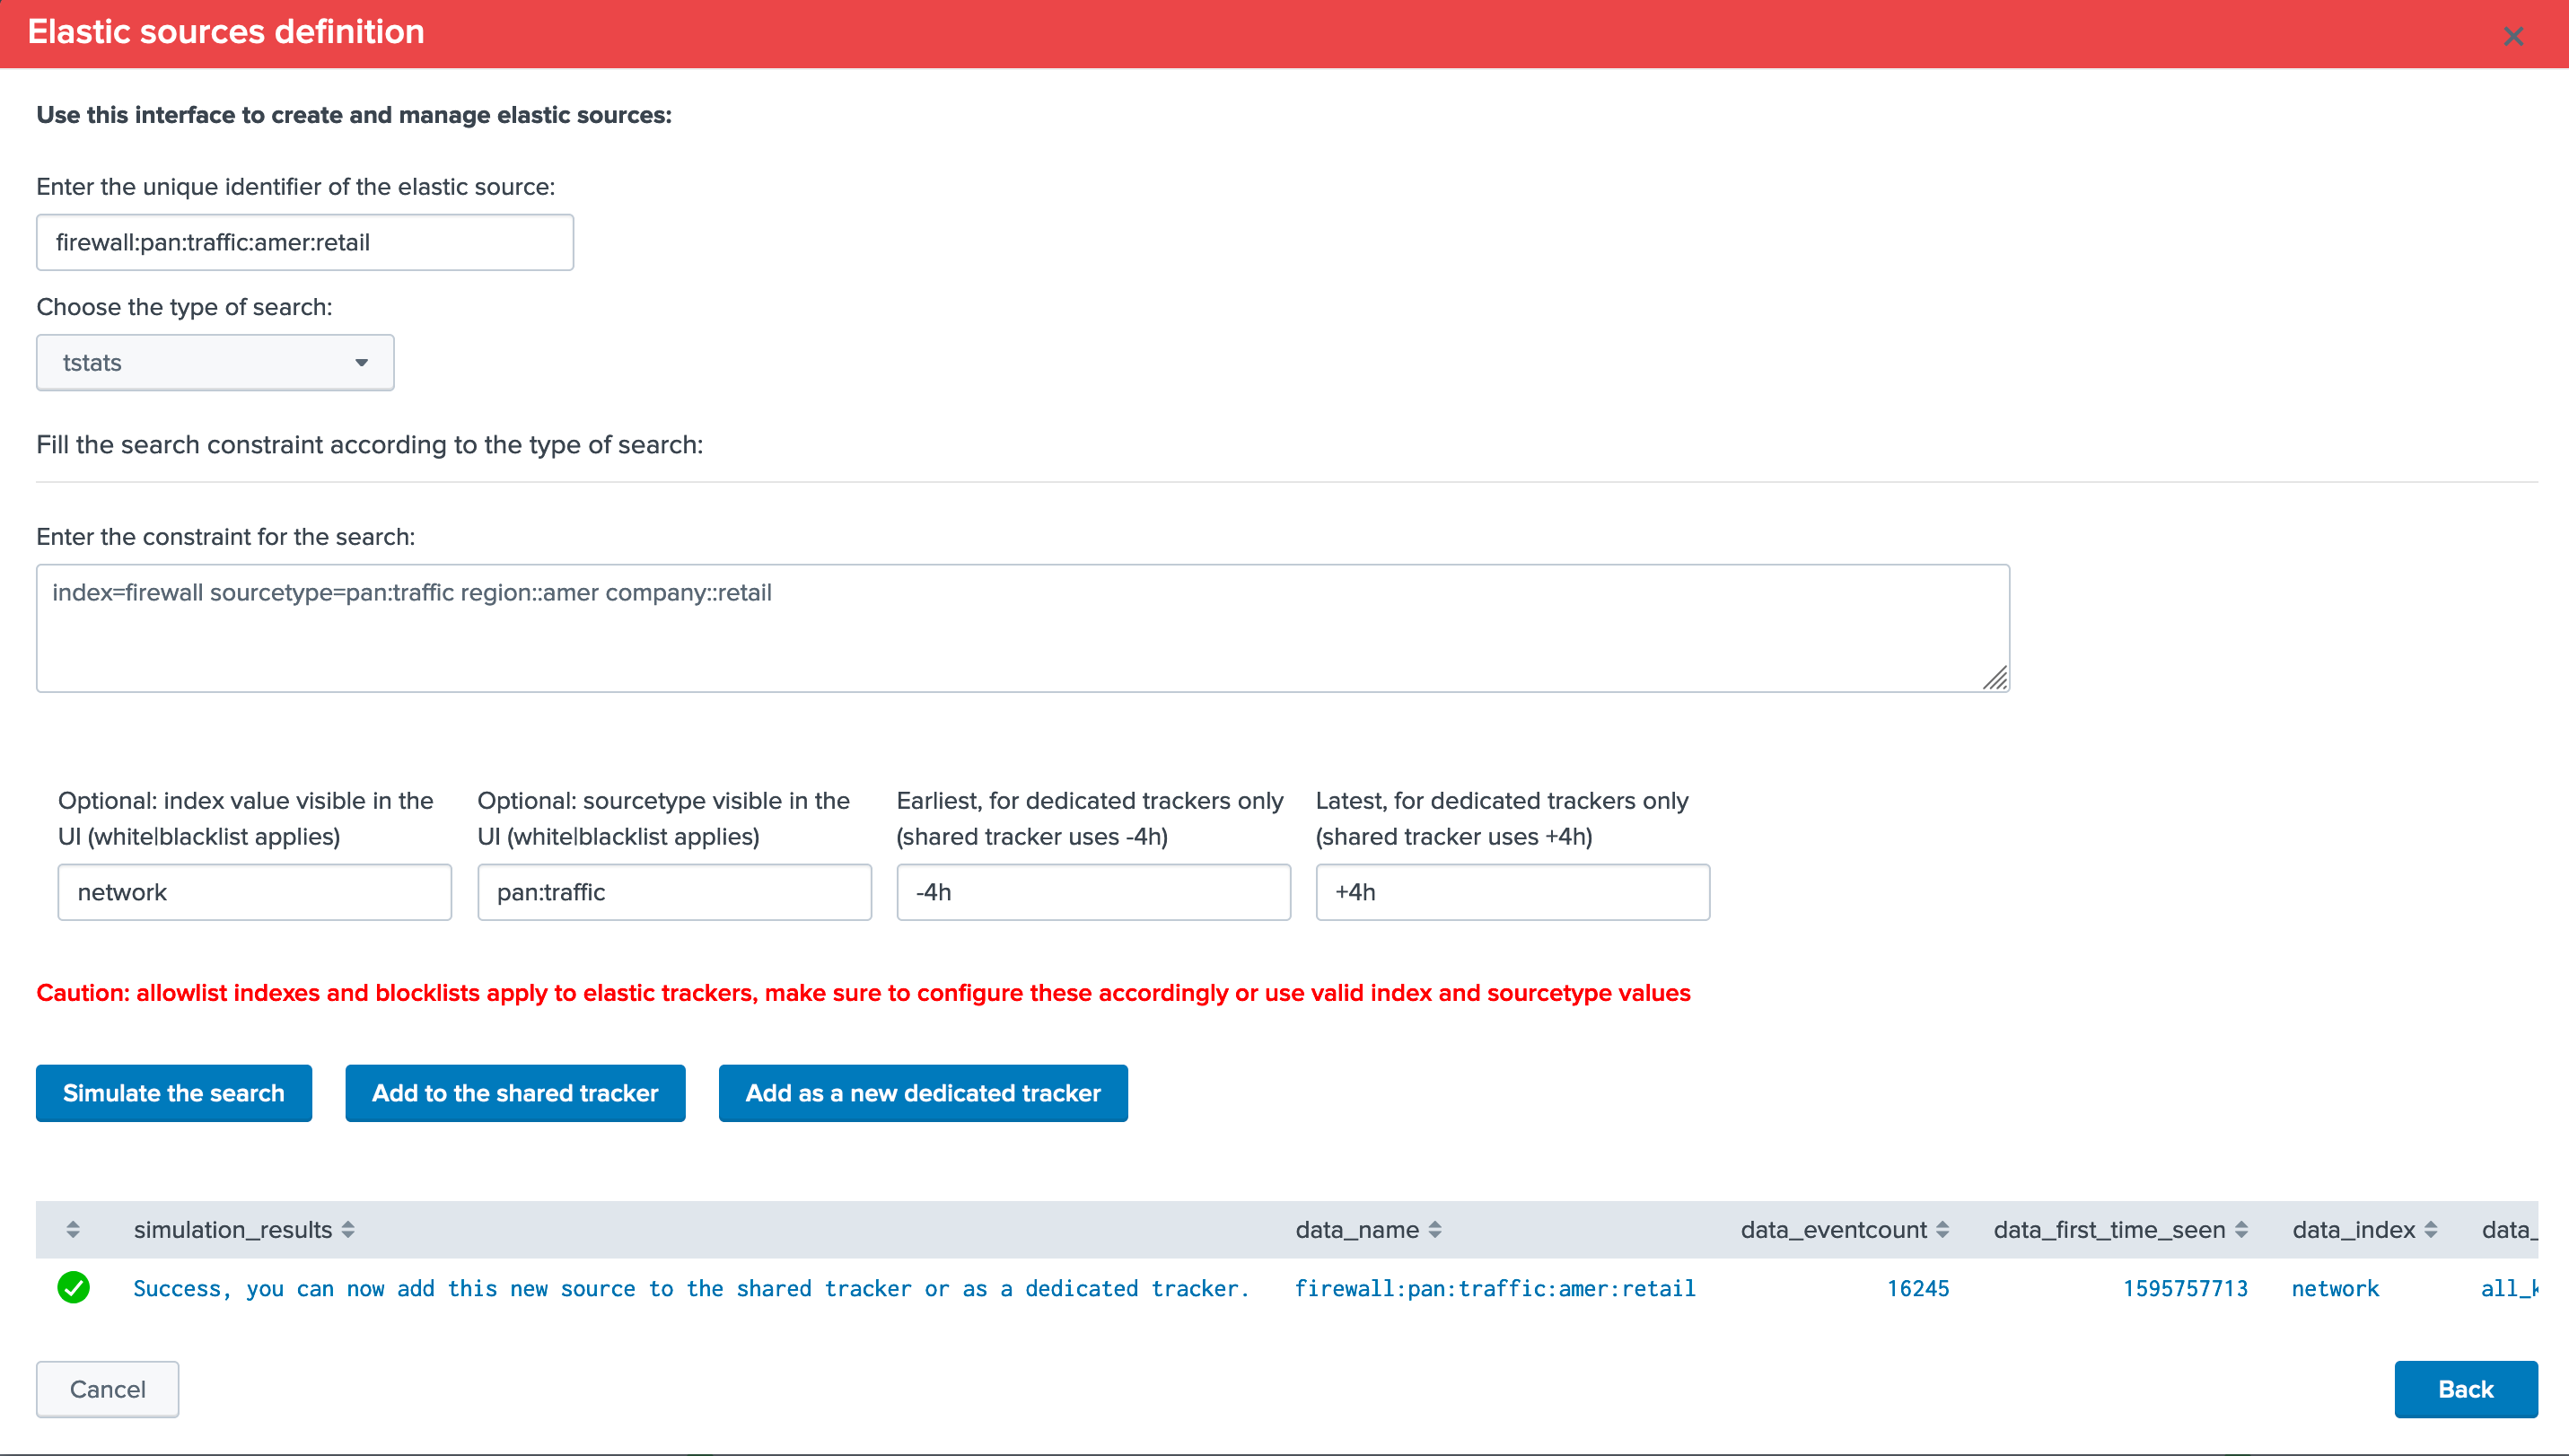 Elastic sources definition
Use this interface to create and manage elastic sources:
Enter the unique identifier of the elastic source:
firewall:pan:traffic:amer:retail
Choose the type of search:
tstats
Fill the search constraint according to the type of search:
Enter the constraint for the search:
index=firewall sourcetype=pan:traffic region::amer company::retail
Optional: index value visible in the
UI (white|blacklist applies)
network
Optional: sourcetype visible in the
UI (white|blacklist applies)
pan:traffic
Earliest, for dedicated trackers only
(shared tracker uses -4h)
-4h
Latest, for dedicated trackers only
(shared tracker uses +4h)
+4h
Caution: allowlist indexes and blocklists apply to elastic trackers, make sure to configure these accordingly or use valid index and sourcetype values
Simulate the search Add to the shared tracker Add as a new dedicated tracker
simulation_results data_name data_eventcount data_first_time_seen data_index data_
Success, you can now add this new source to the shared tracker or as a dedicated tracker. firewall:pan:traffic:amer:retail 16245 1595757713 network all_
Cancel Back